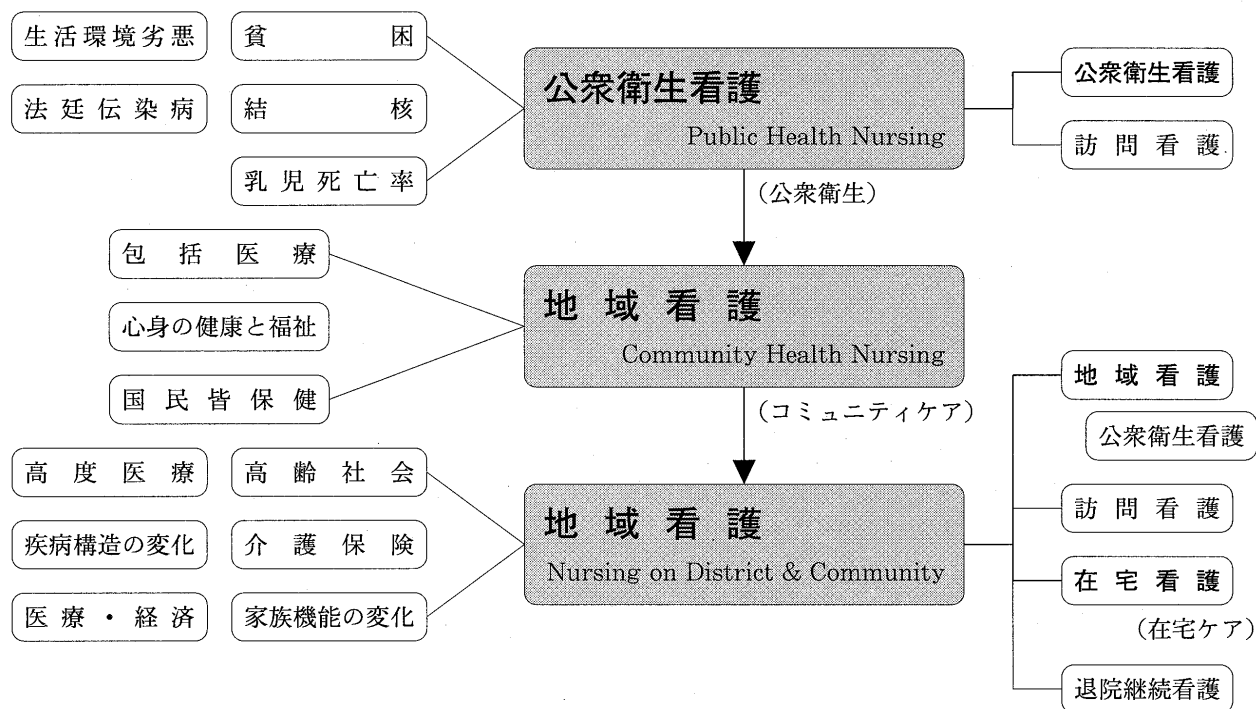 生活環境劣悪
貧困
法廷伝染病
結核
乳児死亡率
公衆衛生看護
Public Health Nursing
公衆衛生看護
訪問看護
(公衆衛生)
包括医療
心身の健康と福祉
国民皆保健
地域看護
Community Health Nursing
(コミュニティケア)
高度医療
高齢社会
疾病構造の変化
介護保険
医療・経済
家族機能の変化
地域看護
Nursing on District & Community
地域看護
公衆衛生看護
訪問看護
在宅看護
(在宅ケア)
退院継続看護